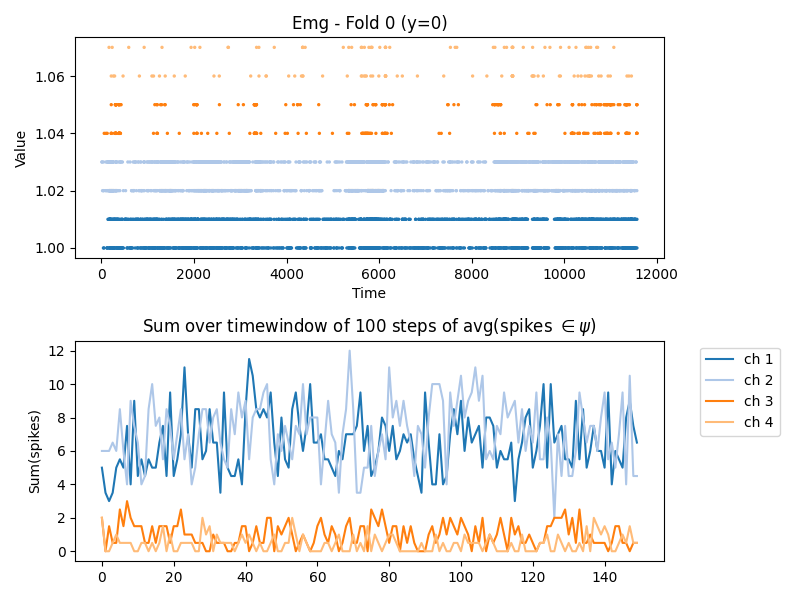 Emg - Fold 0 (y=0)
1.06
1.04
1.02
1.00
Value
0 2000 4000 6000 8000 10000 12000
Time
Sum over timewindow of 100 steps of avg(spikes ∈ ψ)
12
10
8
6
4
2
0
Sum(spikes)
0 20 40 60 80 100 120 140
ch 1
ch 2
ch 3
ch 4